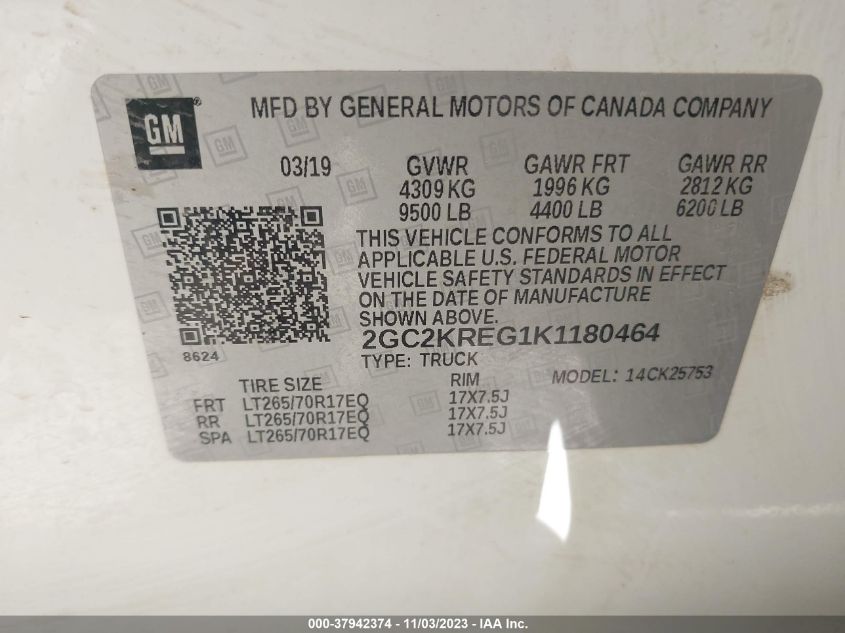 GM®
MFD BY GENERAL MOTORS OF CANADA COMPANY
03/19 GVWR GAWR FRT GAWR RR
4309 KG 1996 KG 2812 KG
9500 LB 4400 LB 6200 LB
THIS VEHICLE CONFORMS TO ALL
APPLICABLE U.S. FEDERAL MOTOR
VEHICLE SAFETY STANDARDS IN EFFECT
ON THE DATE OF MANUFACTURE
SHOWN ABOVE.
2GC2KREG1K1180464
8624
TYPE: TRUCK
MODEL: 14CK25753
TIRE SIZE RIM
FRT LT265/70R17EQ 17X7.5J
RR LT265/70R17EQ 17X7.5J
SPA LT265/70R17EQ 17X7.5J
000-37942374 - 11/03/2023 - IAA Inc.